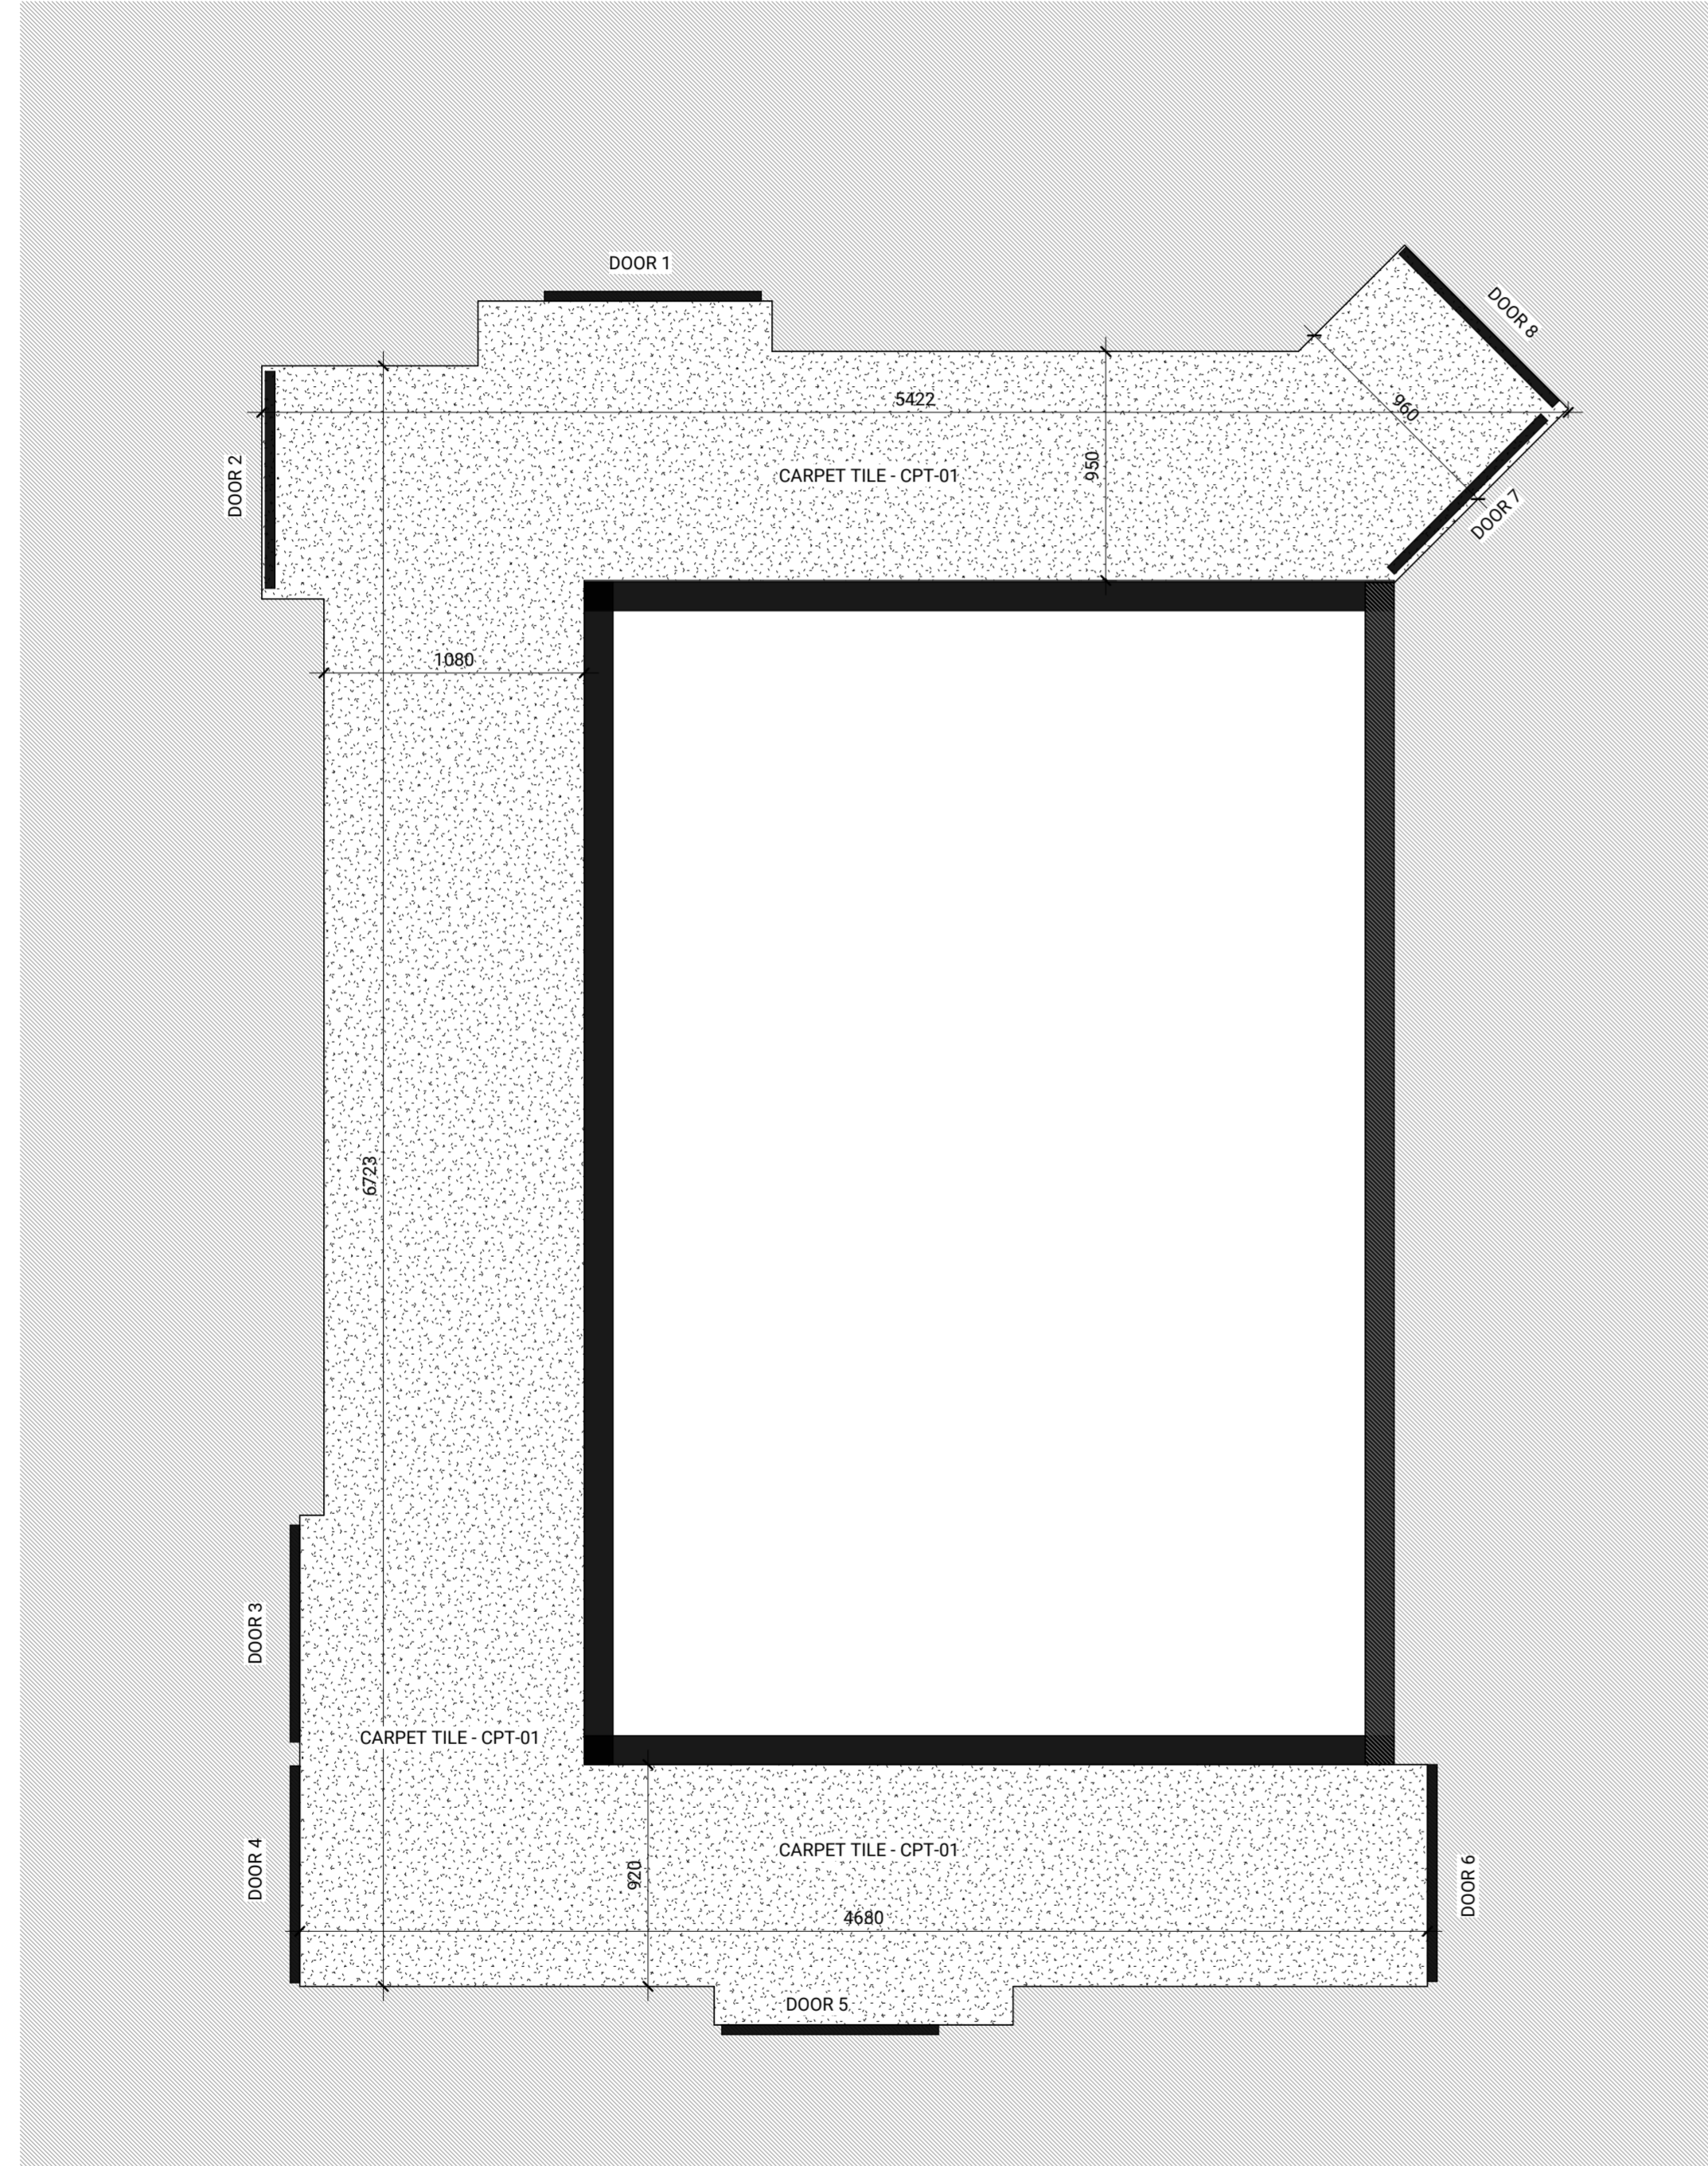 DOOR 1
DOOR 8
5422
960
DOOR 2
950
CARPET TILE - CPT-01
DOOR 7
1080
6723
DOOR 3
CARPET TILE - CPT-01
DOOR 4
920
CARPET TILE - CPT-01
DOOR 6
4680
DOOR 5